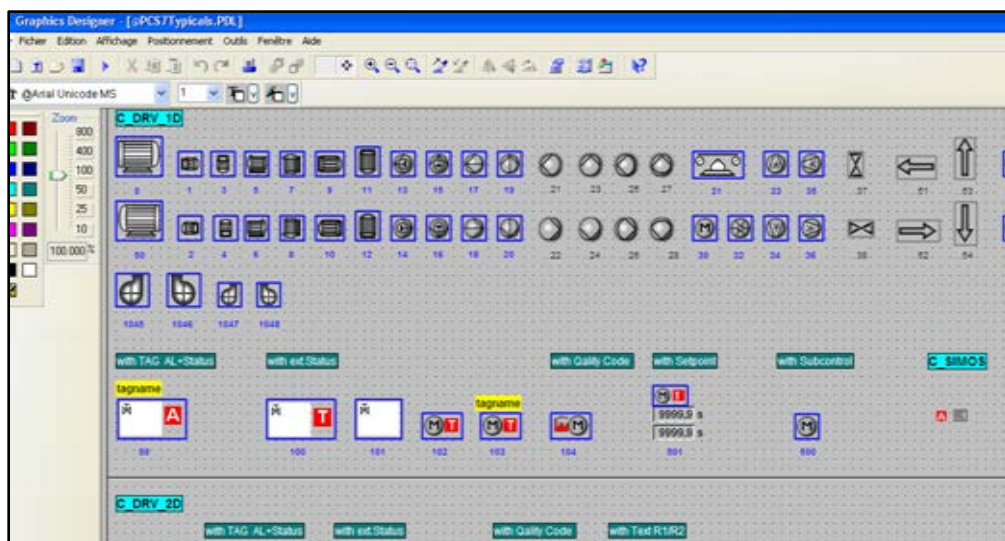 Graphics Designer - [@PCS7Typicals.PDL]
Fichier Edition Affichage Positionnement Outils Fenêtre Aide
@Arial Unicode MS 1
Zoom
800
400
100
50
25
10
100.000 %
C_DRV_1D
1 3 5 7 9 11 13 15 17 19 21 23 25 27 31 33 35 37 51 53
50 2 4 6 8 10 12 14 16 18 20 22 24 26 28 30 32 34 36 38 52 54
1045 1046 1047 1048
with TAG AL+Status with ext.Status with Qality Code with Setpoint with Subcontrol C_SIMOS
tagname
A
T
M T
tagname
M T
M
M
9999,9 s
9999,9 s
M
A
100 101 102 103 104 501
C_DRV_2D
with TAG AL+Status with ext.Status with Qality Code with Text R1/R2